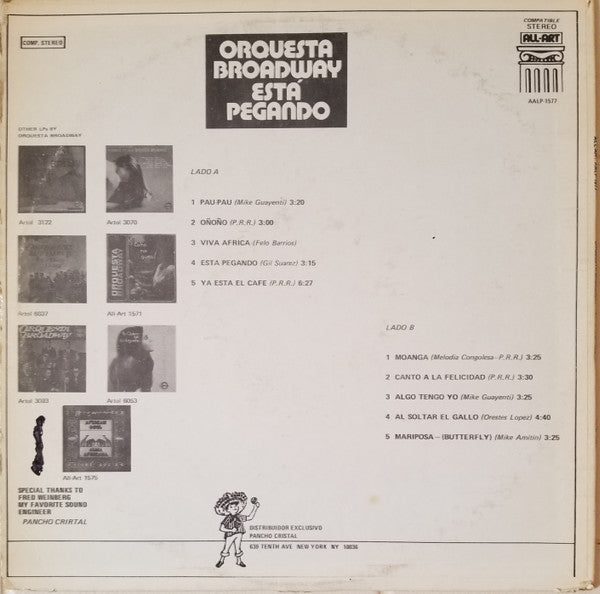 COMP. STEREO
ORQUESTA
BROADWAY
ESTÁ
PEGANDO
COMPATIBLE
STEREO
ALL-ART
AALP-1577
OTHER LPs BY
ORQUESTA BROADWAY
Artol 3122
Artol 3070
Artol 6037
All-Art 1571
ORQUESTA
BROADWAY
ORQUESTA
BROADWAY
Artol 3093
Artol 6053
All-Art 1575
LADO A
1 PAU-PAU (Mike Guayenti) 3:20
2 OÑOÑO (P.R.R.) 3:00
3 VIVA AFRICA (Felo Barrios)
4 ESTA PEGANDO (Gil Suarez) 3:15
5 YA ESTA EL CAFE (P.R.R.) 6:27
LADO B
1 MOANGA (Melodia Congolesa—P.R.R.) 3:25
2 CANTO A LA FELICIDAD (P.R.R.) 3:30
3 ALGO TENGO YO (Mike Guayenti) 3:25
4 AL SOLTAR EL GALLO (Orestes Lopez) 4:40
5 MARIPOSA— (BUTTERFLY) (Mike Amitin) 3:25
SPECIAL THANKS TO
FRED WEINBERG
MY FAVORITE SOUND
ENGINEER
PANCHO CRIRTAL
DISTRIBUIDOR EXCLUSIVO
PANCHO CRISTAL
639 TENTH AVE NEW YORK NY 10036